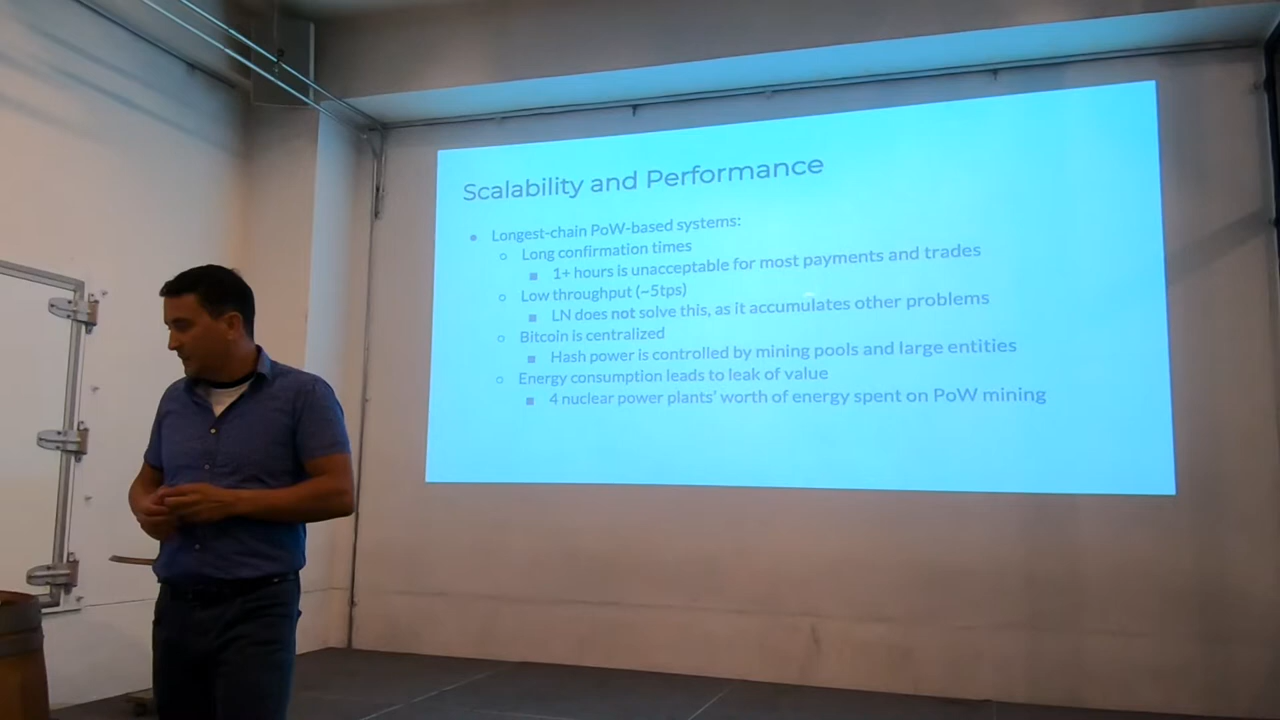 Scalability and Performance
● Longest-chain PoW-based systems:
○ Long confirmation times
■ 1+ hours is unacceptable for most payments and trades
○ Low throughput (~5tps)
■ LN does not solve this, as it accumulates other problems
○ Bitcoin is centralized
■ Hash power is controlled by mining pools and large entities
○ Energy consumption leads to leak of value
■ 4 nuclear power plants' worth of energy spent on PoW mining